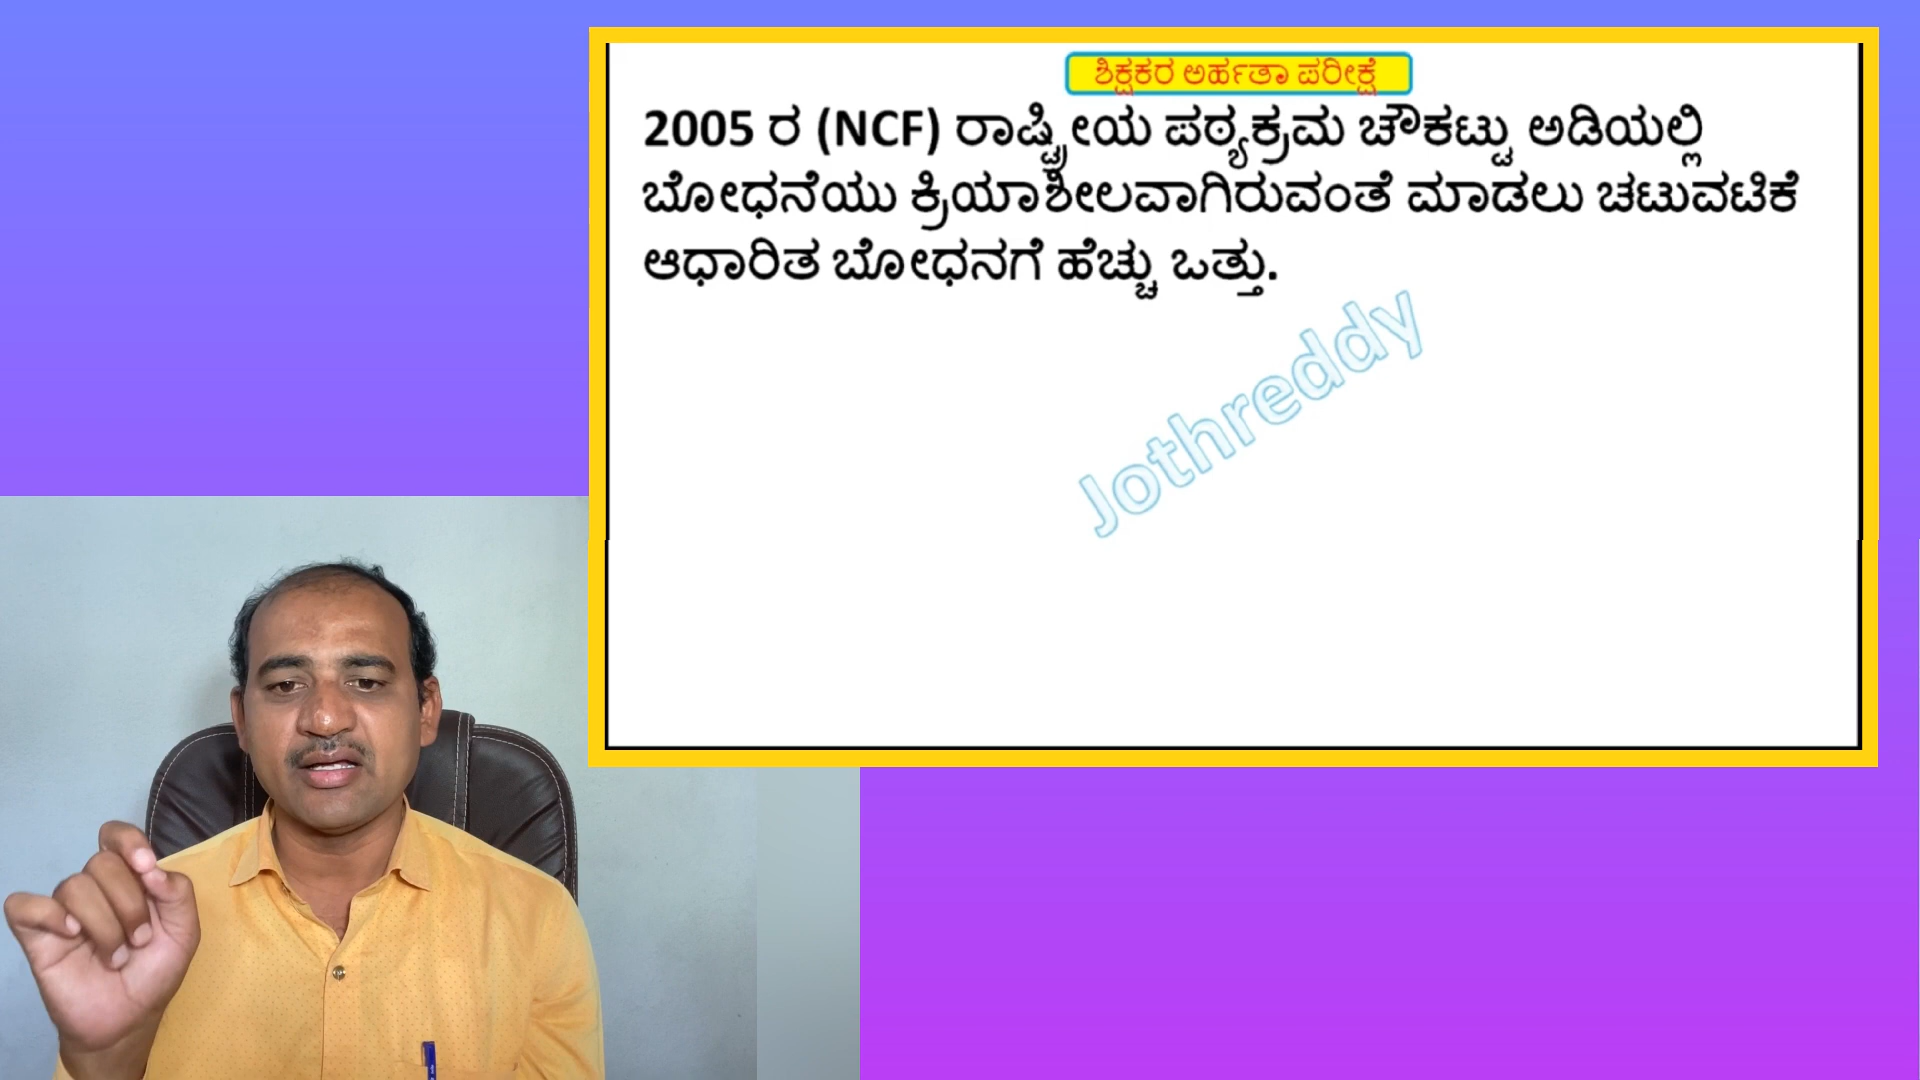 ಶಿಕ್ಷಕರ ಅರ್ಹತಾ ಪರೀಕ್ಷೆ
2005 ರ (NCF) ರಾಷ್ಟ್ರೀಯ ಪಠ್ಯಕ್ರಮ ಚೌಕಟ್ಟು ಅಡಿಯಲ್ಲಿ
ಬೋಧನೆಯು ಕ್ರಿಯಾಶೀಲವಾಗಿರುವಂತೆ ಮಾಡಲು ಚಟುವಟಿಕೆ
ಆಧಾರಿತ ಬೋಧನಗೆ ಹೆಚ್ಚು ಒತ್ತು.
Jothreddy